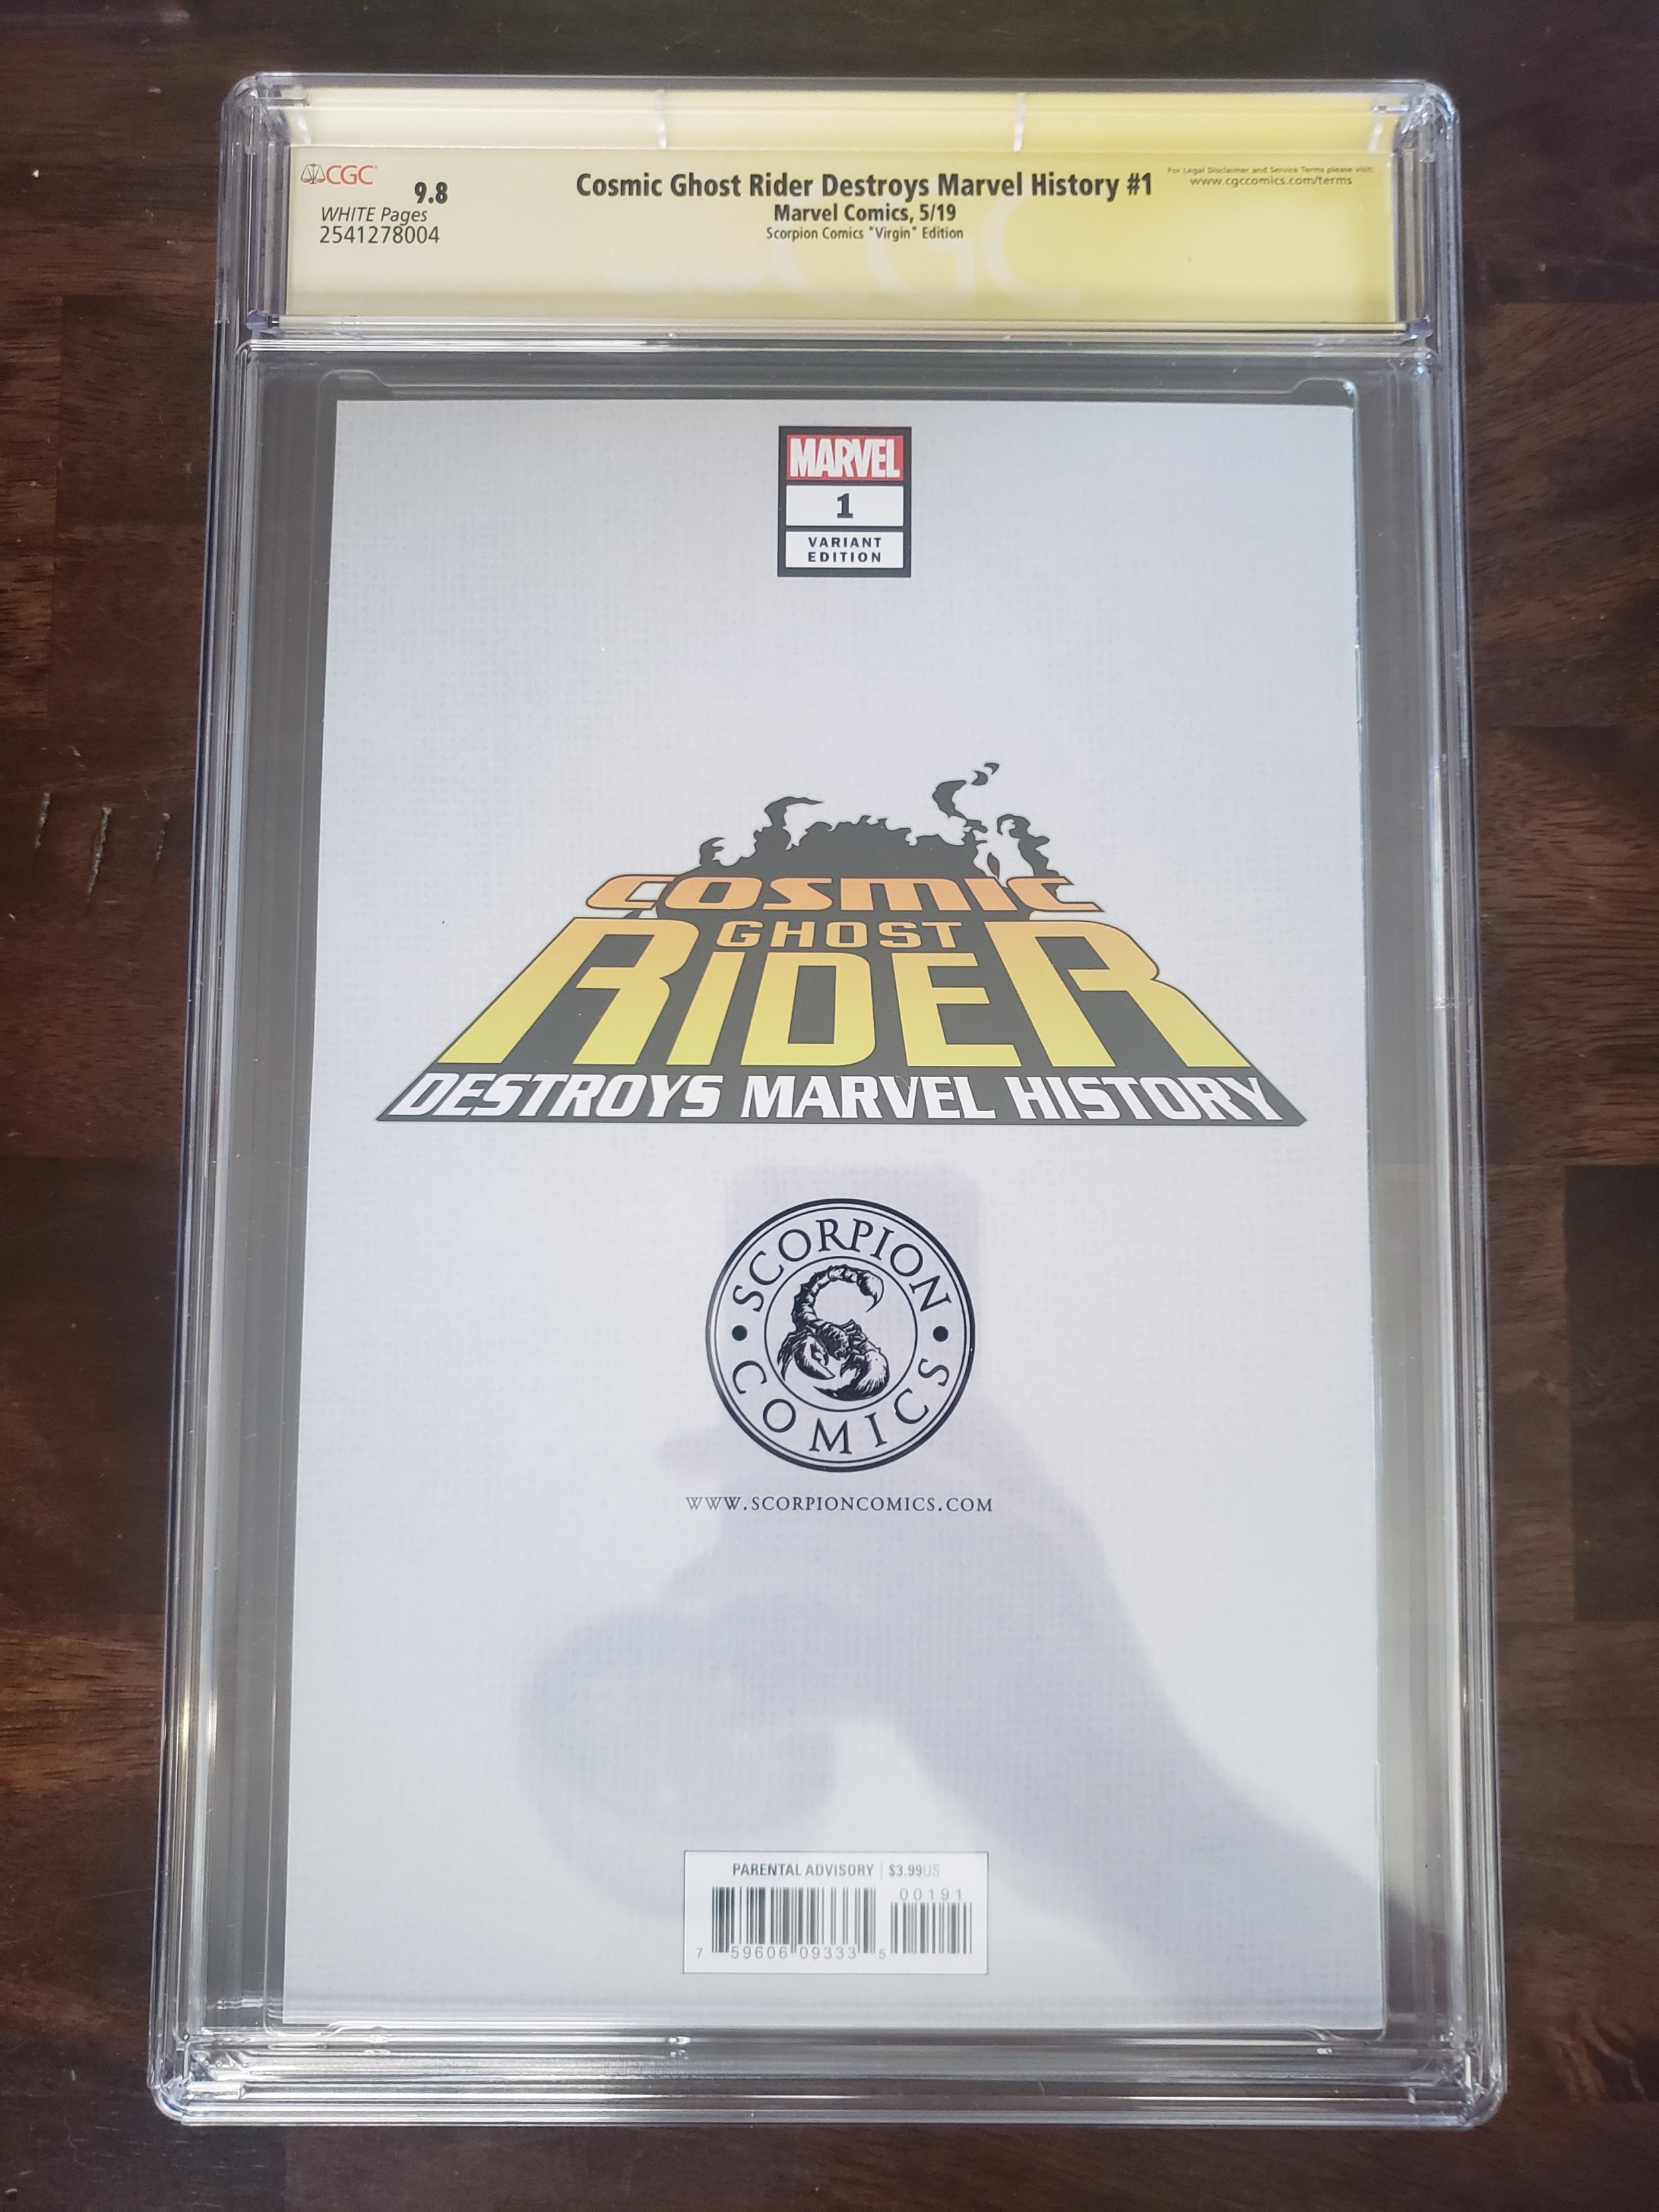 CGC
9.8
WHITE Pages
2541278004
Cosmic Ghost Rider Destroys Marvel History #1
Marvel Comics, 5/19
Scorpion Comics "Virgin" Edition
For Legal Disclaimer and Service Terms please visit:
www.cgccomics.com/terms
CGC
MARVEL
1
VARIANT
EDITION
COSMIC
GHOST
RIDER
DESTROYS MARVEL HISTORY
SCORPION
COMICS
WWW.SCORPIONCOMICS.COM
PARENTAL ADVISORY $3.99US
00191
7 59606 09333 5